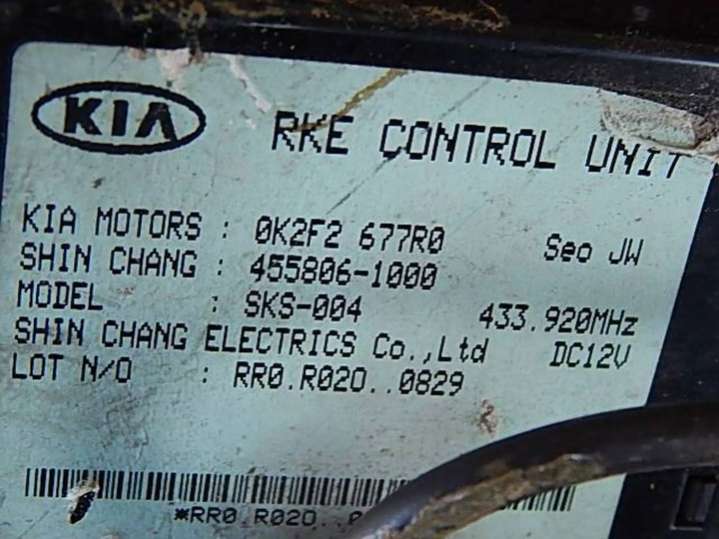 KIA RKE CONTROL UNIT
KIA MOTORS : 0K2F2 677R0 Seo JW
SHIN CHANG : 455806-1000
MODEL : SKS-004 433.920MHz
SHIN CHANG ELECTRICS Co.,Ltd DC12V
LOT N/O : RR0.R020..0829
*RR0.R020..0